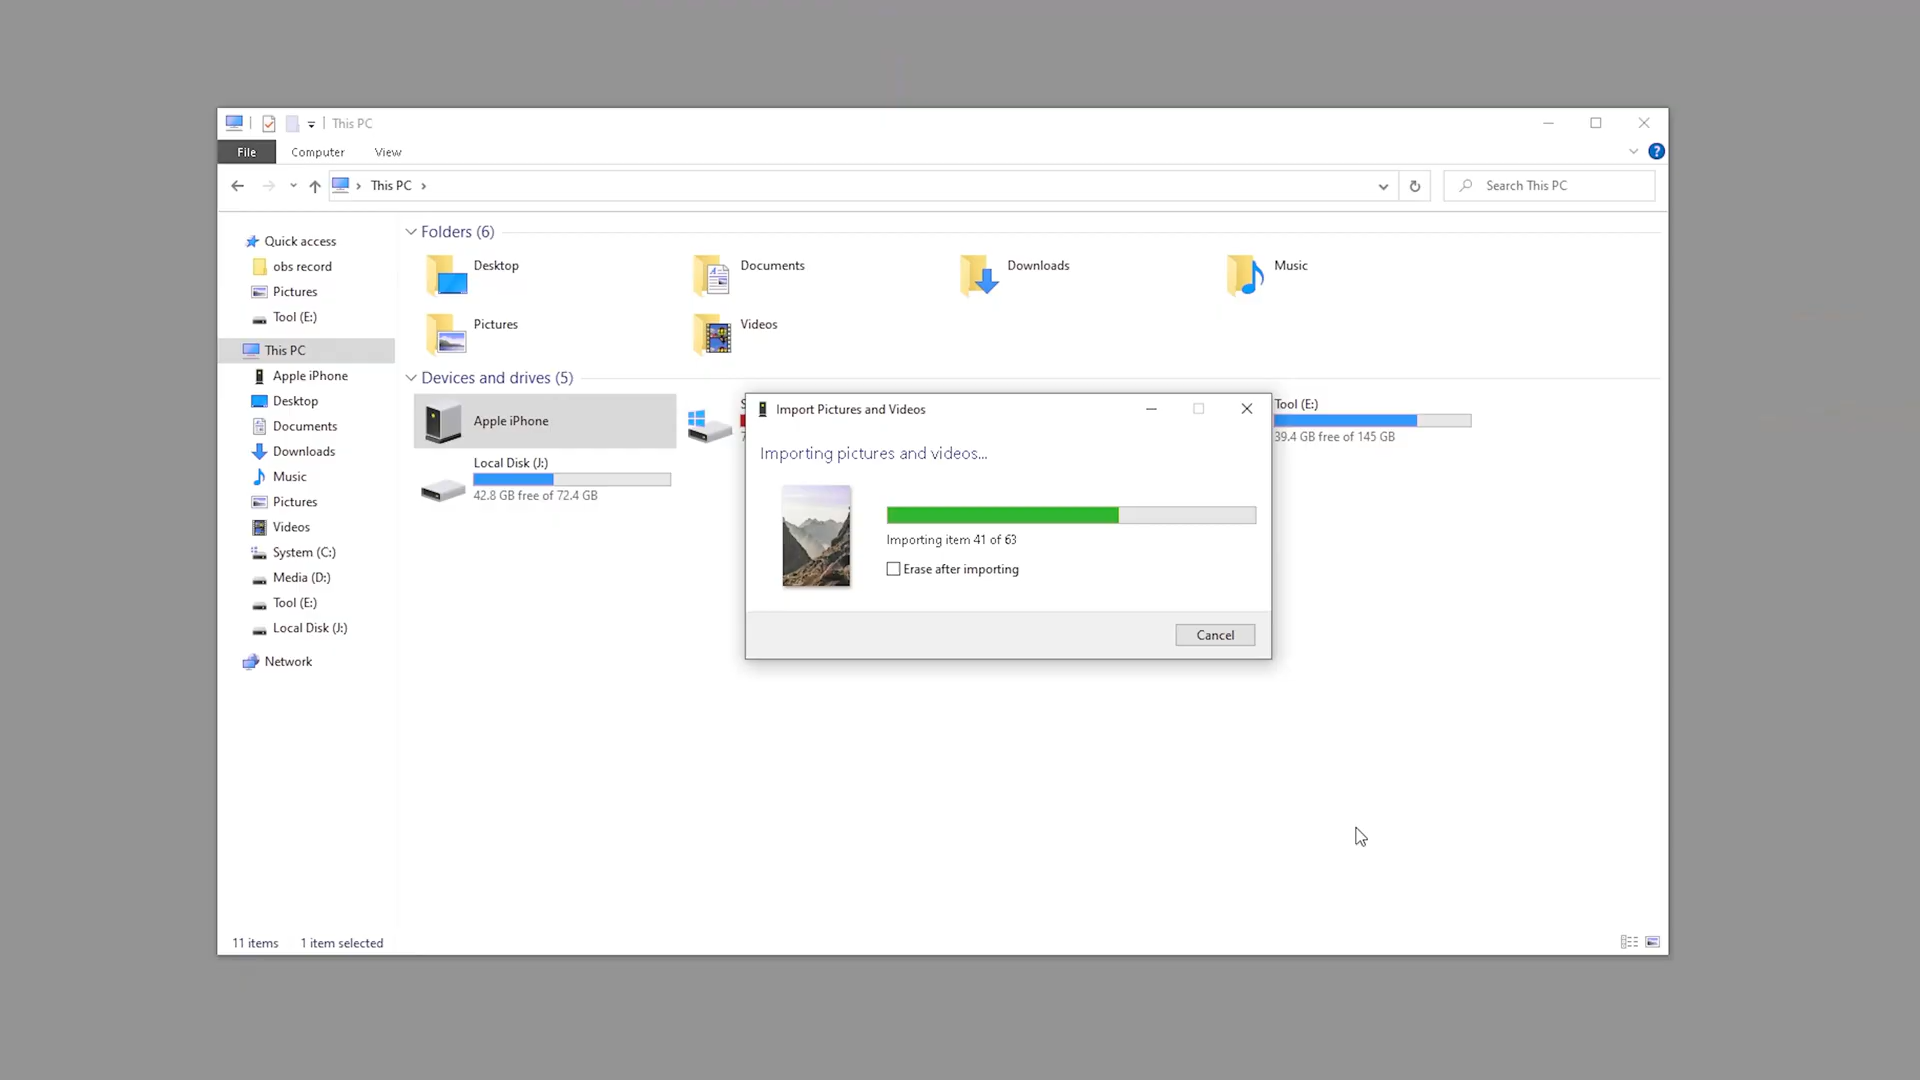 This PC
File
Computer
View
This PC
Search This PC
Quick access
obs record
Pictures
Tool (E:)
This PC
Apple iPhone
Desktop
Documents
Downloads
Music
Pictures
Videos
System (C:)
Media (D:)
Tool (E:)
Local Disk (J:)
Network
Folders (6)
Desktop
Documents
Downloads
Music
Pictures
Videos
Devices and drives (5)
Apple iPhone
Tool (E:)
39.4 GB free of 145 GB
Local Disk (J:)
42.8 GB free of 72.4 GB
Import Pictures and Videos
Importing pictures and videos...
Importing item 41 of 63
Erase after importing
Cancel
11 items
1 item selected